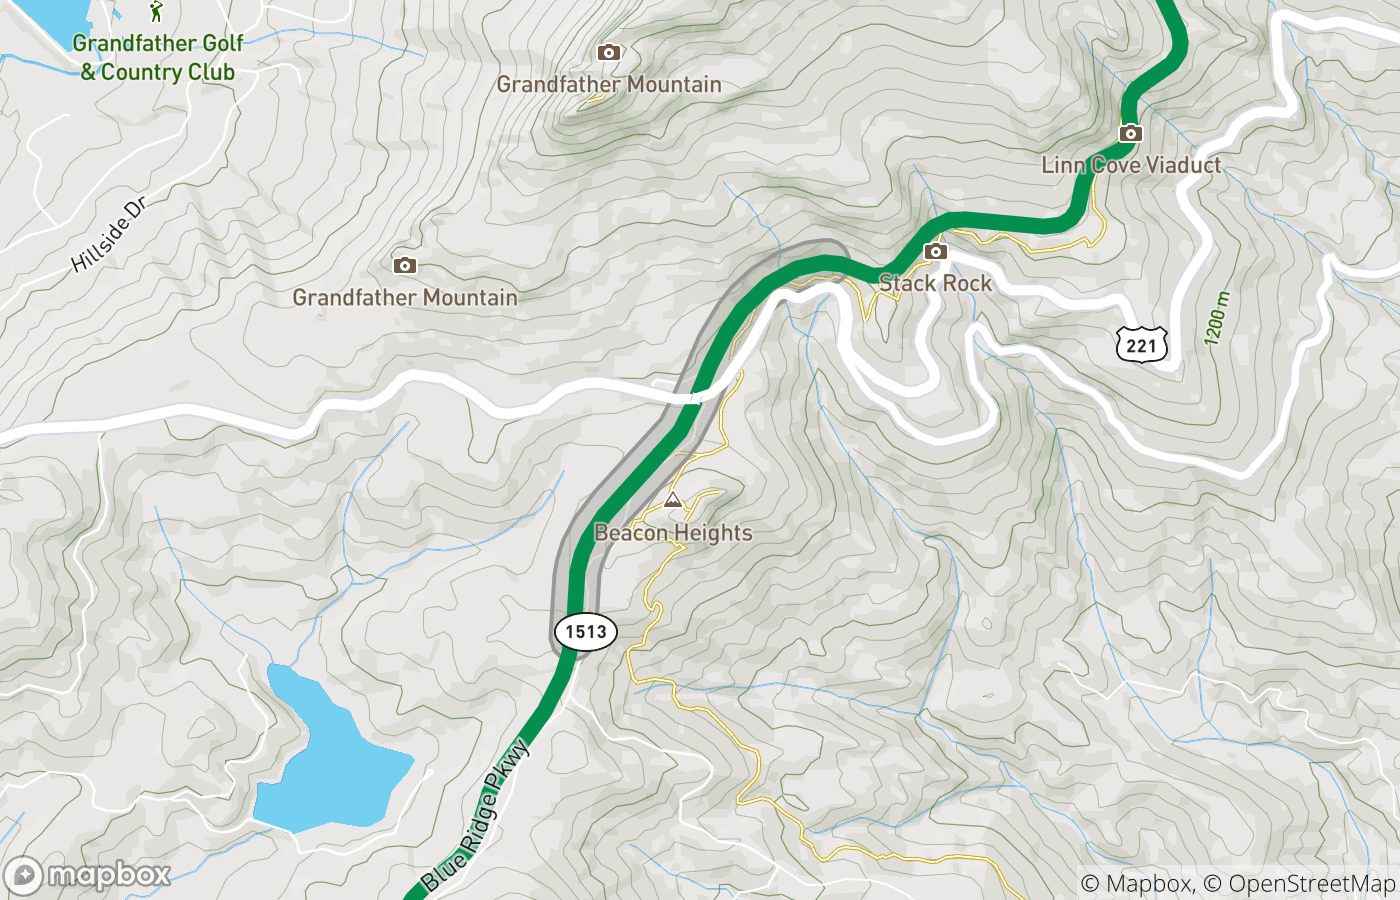 Grandfather Golf
& Country Club
Grandfather Mountain
Linn Cove Viaduct
Hillside Dr
Grandfather Mountain
Stack Rock
1200 m
221
Beacon Heights
1513
Blue Ridge Pkwy
mapbox
© Mapbox, © OpenStreetMap